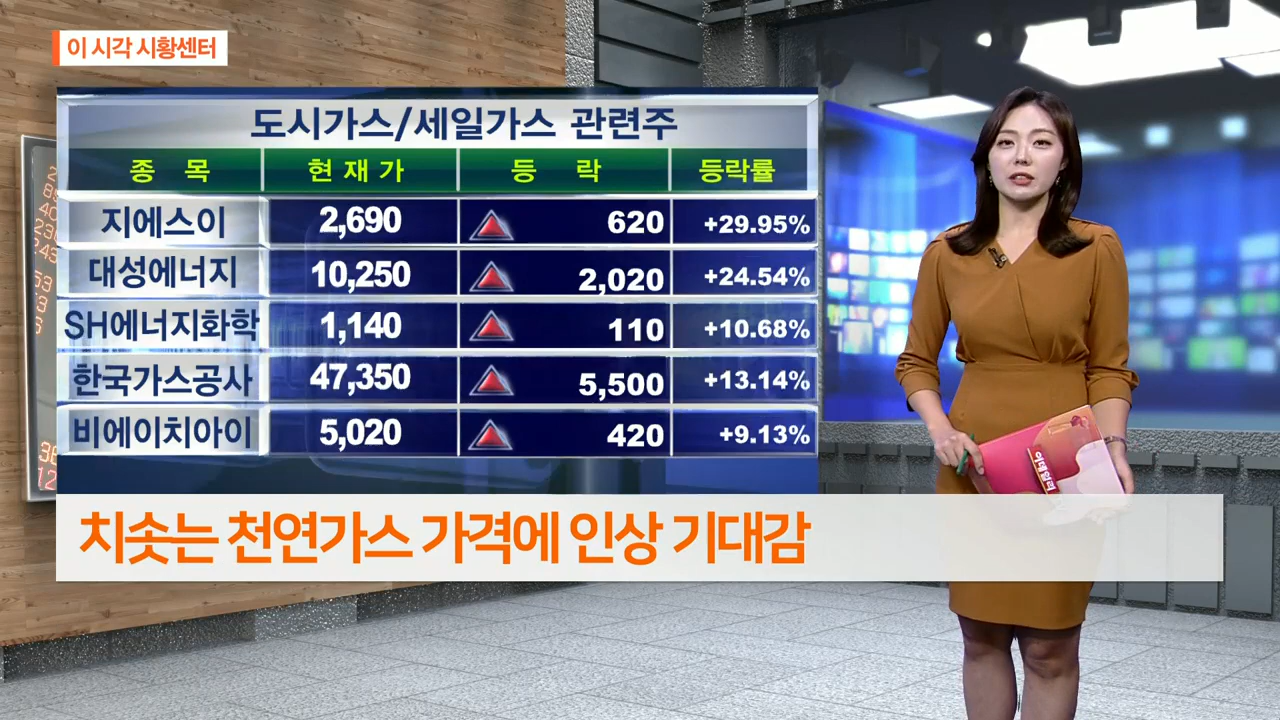 이 시각 시황센터
도시가스/세일가스 관련주
종 목 현 재 가 등 락 등락률
지에스이 2,690 ▲ 620 +29.95%
대성에너지 10,250 ▲ 2,020 +24.54%
SH에너지화학 1,140 ▲ 110 +10.68%
한국가스공사 47,350 ▲ 5,500 +13.14%
비에이치아이 5,020 ▲ 420 +9.13%
이데일리
치솟는 천연가스 가격에 인상 기대감